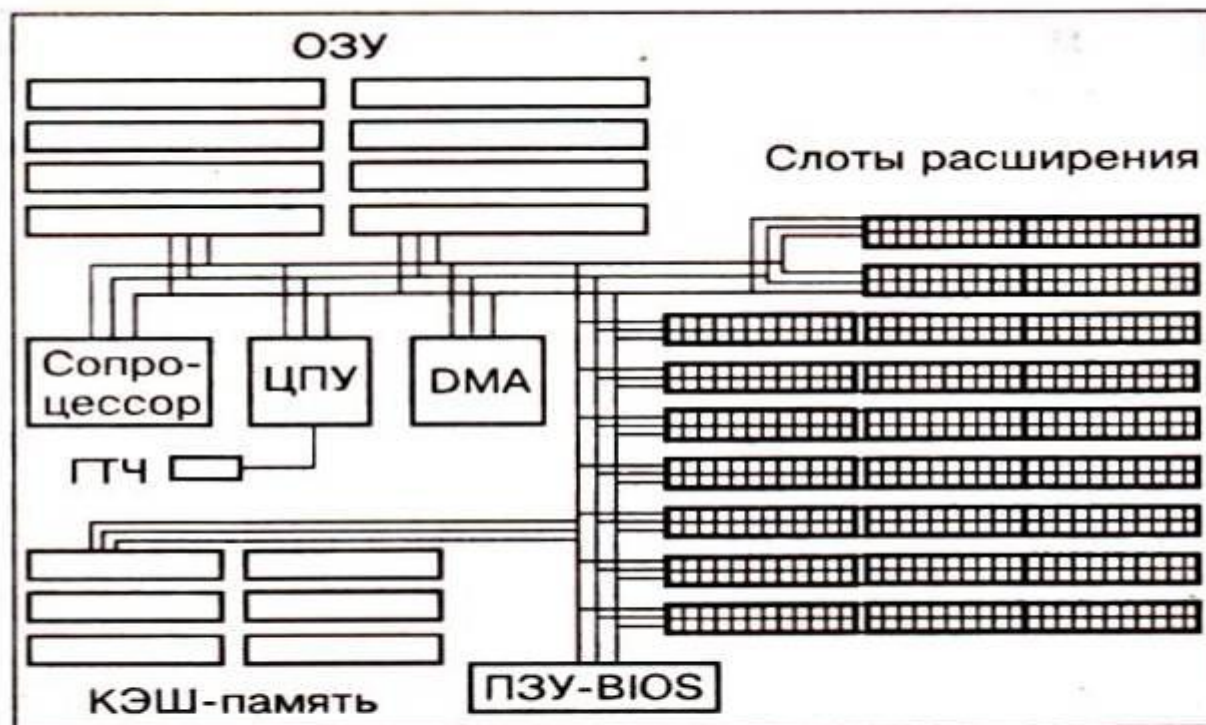 ОЗУ
Слоты расширения
Сопро-
цессор
ЦПУ
DMA
ГТЧ
КЭШ-память
ПЗУ-BIOS